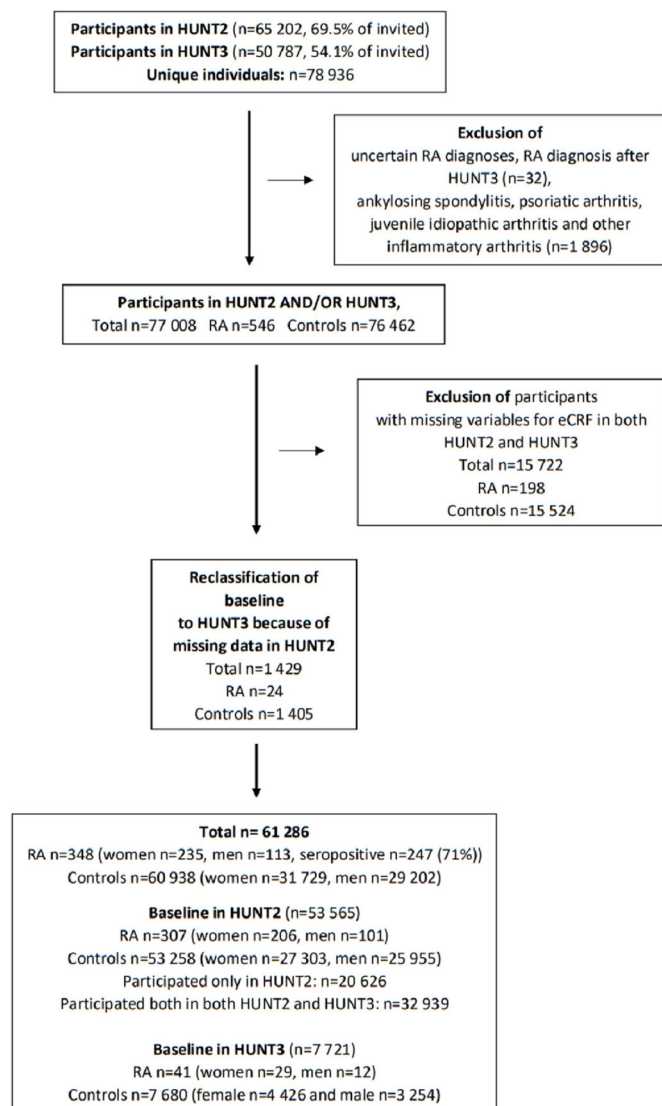 Participants in HUNT2 (n=65 202, 69.5% of invited)
Participants in HUNT3 (n=50 787, 54.1% of invited)
Unique individuals: n=78 936
Exclusion of
uncertain RA diagnoses, RA diagnosis after
HUNT3 (n=32),
ankylosing spondylitis, psoriatic arthritis,
juvenile idiopathic arthritis and other
inflammatory arthritis (n=1 896)
Participants in HUNT2 AND/OR HUNT3,
Total n=77 008 RA n=546 Controls n=76 462
Exclusion of participants
with missing variables for eCRF in both
HUNT2 and HUNT3
Total n=15 722
RA n=198
Controls n=15 524
Reclassification of
baseline
to HUNT3 because of
missing data in HUNT2
Total n=1 429
RA n=24
Controls n=1 405
Total n= 61 286
RA n=348 (women n=235, men n=113, seropositive n=247 (71%))
Controls n=60 938 (women n=31 729, men n=29 202)
Baseline in HUNT2 (n=53 565)
RA n=307 (women n=206, men n=101)
Controls n=53 258 (women n=27 303, men n=25 955)
Participated only in HUNT2: n=20 626
Participated both in both HUNT2 and HUNT3: n=32 939
Baseline in HUNT3 (n=7 721)
RA n=41 (women n=29, men n=12)
Controls n=7 680 (female n=4 426 and male n=3 254)